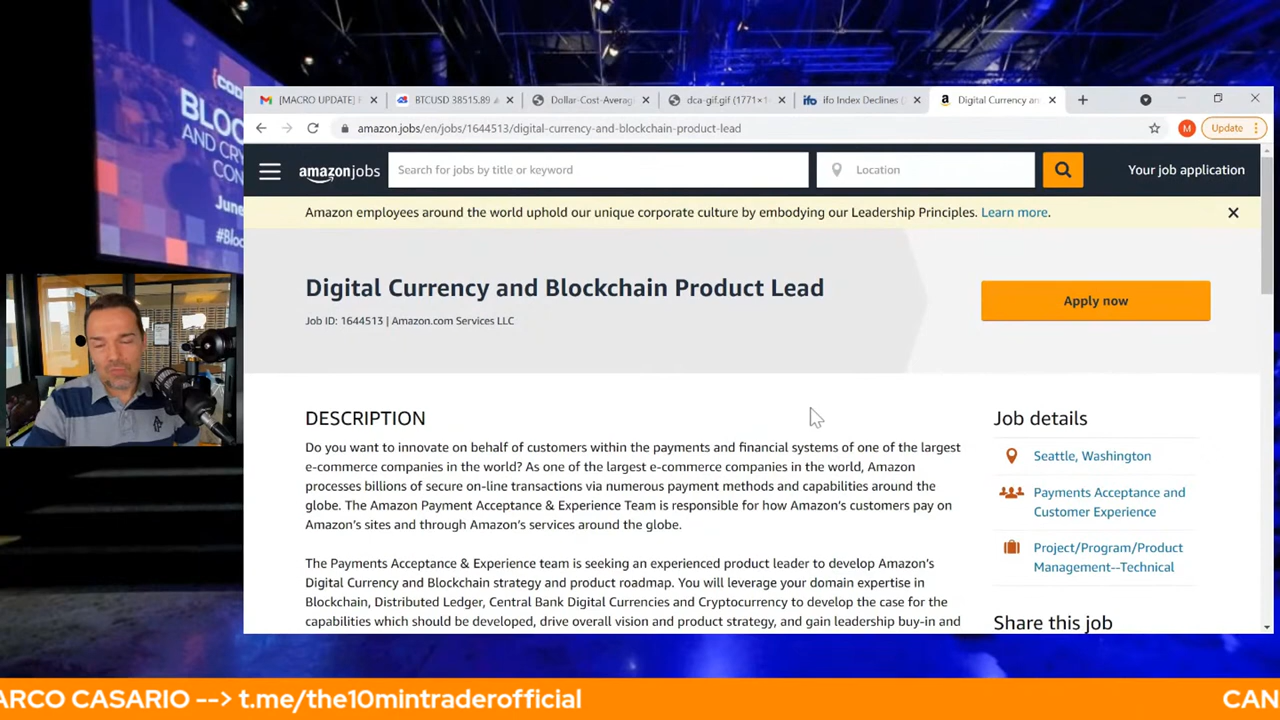 CODE
BLOC
AND CRY
CON
June
#Bloc
[MACRO UPDATE]
BTCUSD 38515.89
Dollar-Cost-Averag
dca-gif.gif (1771×1
ifo
ifo Index Declines (
Digital Currency an
amazon.jobs/en/jobs/1644513/digital-currency-and-blockchain-product-lead
M
Update
amazonjobs
Search for jobs by title or keyword
Location
Your job application
Amazon employees around the world uphold our unique corporate culture by embodying our Leadership Principles. Learn more.
Digital Currency and Blockchain Product Lead
Job ID: 1644513 | Amazon.com Services LLC
Apply now
DESCRIPTION
Do you want to innovate on behalf of customers within the payments and financial systems of one of the largest
e-commerce companies in the world? As one of the largest e-commerce companies in the world, Amazon
processes billions of secure on-line transactions via numerous payment methods and capabilities around the
globe. The Amazon Payment Acceptance & Experience Team is responsible for how Amazon's customers pay on
Amazon's sites and through Amazon's services around the globe.
The Payments Acceptance & Experience team is seeking an experienced product leader to develop Amazon's
Digital Currency and Blockchain strategy and product roadmap. You will leverage your domain expertise in
Blockchain, Distributed Ledger, Central Bank Digital Currencies and Cryptocurrency to develop the case for the
capabilities which should be developed, drive overall vision and product strategy, and gain leadership buy-in and
Job details
Seattle, Washington
Payments Acceptance and
Customer Experience
Project/Program/Product
Management--Technical
Share this job
ARCO CASARIO --> t.me/the10mintraderofficial
CAN